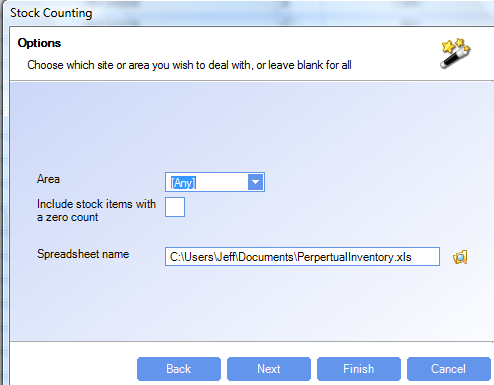 Stock Counting
Options
Choose which site or area you wish to deal with, or leave blank for all
Area
[Any]
Include stock items with
a zero count
Spreadsheet name
C:\Users\Jeff\Documents\PerpertualInventory.xls
Back
Next
Finish
Cancel